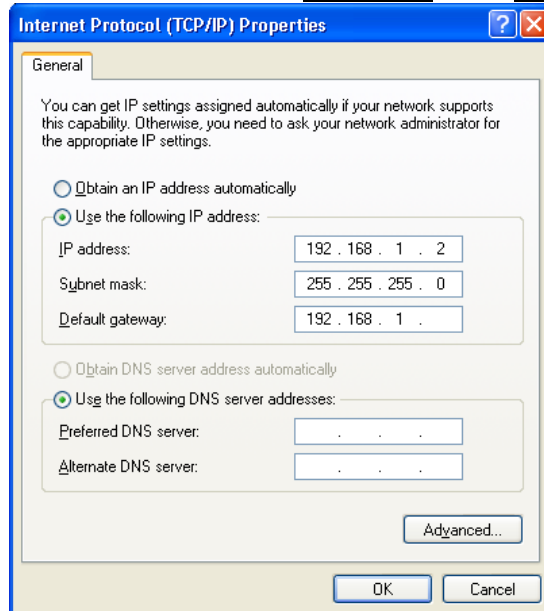 Internet Protocol (TCP/IP) Properties
General
You can get IP settings assigned automatically if your network supports
this capability. Otherwise, you need to ask your network administrator for
the appropriate IP settings.
Obtain an IP address automatically
Use the following IP address:
IP address: 192 . 168 . 1 . 2
Subnet mask: 255 . 255 . 255 . 0
Default gateway: 192 . 168 . 1 .
Obtain DNS server address automatically
Use the following DNS server addresses:
Preferred DNS server: . . .
Alternate DNS server: . . .
Advanced...
OK Cancel